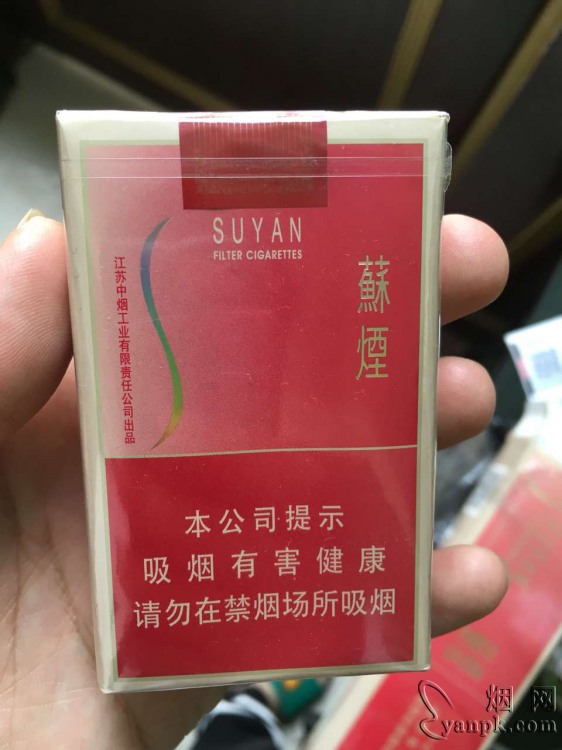 SUYAN
FILTER CIGARETTES
蘇煙
江苏中烟工业有限责任公司出品
本公司提示
吸烟有害健康
请勿在禁烟场所吸烟
烟网
yanpk.com